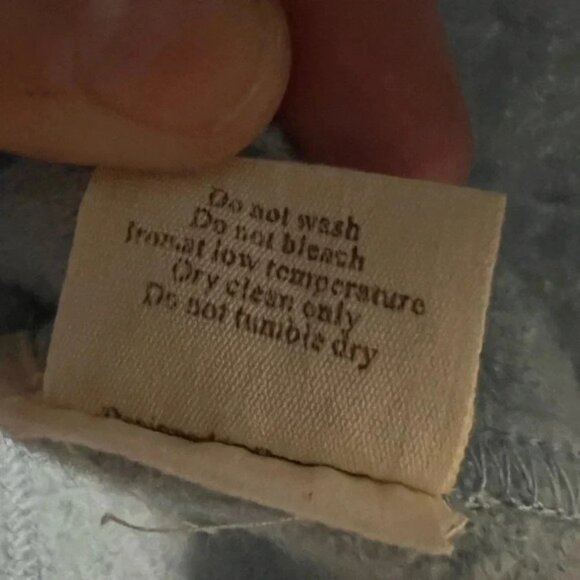 Do not wash
Do not bleach
Iron at low temperature
Dry clean only
Do not tumble dry